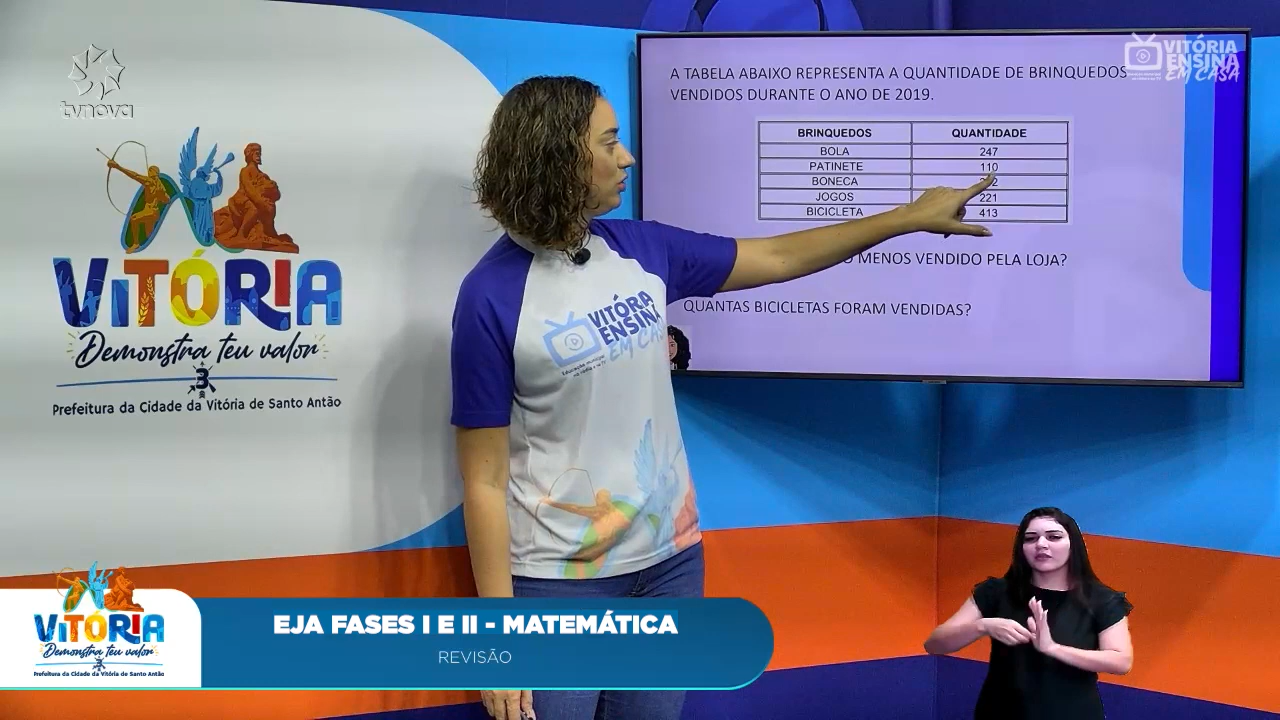 tvnova
VITÓRIA
Demonstra teu valor
3
Prefeitura da Cidade da Vitória de Santo Antão
VITÓRIA
ENSINA
EM CASA
A TABELA ABAIXO REPRESENTA A QUANTIDADE DE BRINQUEDOS
VENDIDOS DURANTE O ANO DE 2019.
BRINQUEDOS QUANTIDADE
BOLA 247
PATINETE 110
BONECA
JOGOS 221
BICICLETA 413
MENOS VENDIDO PELA LOJA?
QUANTAS BICICLETAS FORAM VENDIDAS?
VITÓRIA
ENSINA
EM CASA
VITÓRIA
Demonstra teu valor
3
Prefeitura da Cidade da Vitória de Santo Antão
EJA FASES I E II - MATEMÁTICA
REVISÃO